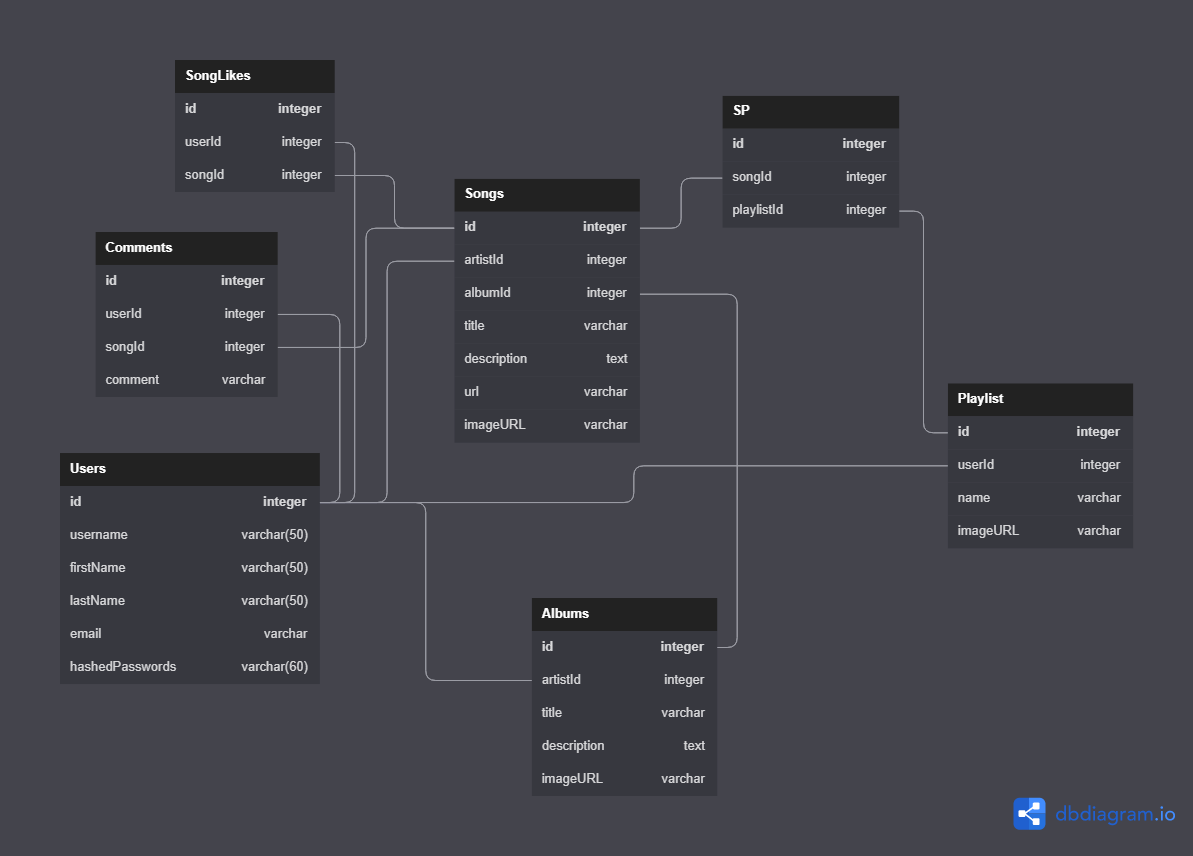 SongLikes
id integer
userId integer
songId integer
SP
id integer
songId integer
playlistId integer
Songs
id integer
artistId integer
albumId integer
title varchar
description text
url varchar
imageURL varchar
Comments
id integer
userId integer
songId integer
comment varchar
Playlist
id integer
userId integer
name varchar
imageURL varchar
Users
id integer
username varchar(50)
firstName varchar(50)
lastName varchar(50)
email varchar
hashedPasswords varchar(60)
Albums
id integer
artistId integer
title varchar
description text
imageURL varchar
dbdiagram.io